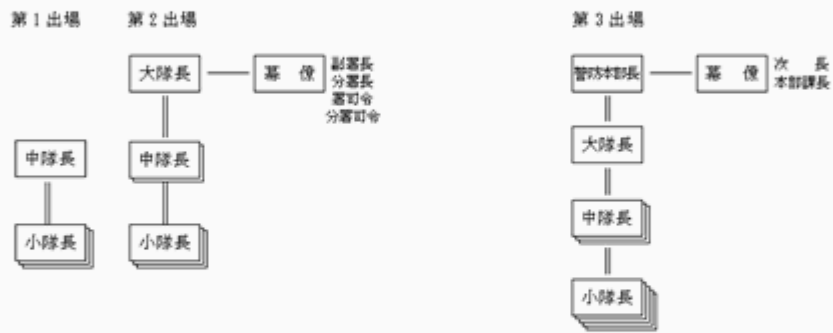 第１出場
第２出場
第３出場
大隊長
幕　僚
副署長
分署長
署司令
分署司令
警防本部長
幕　僚
次　長
本部課長
中隊長
中隊長
大隊長
小隊長
小隊長
中隊長
小隊長